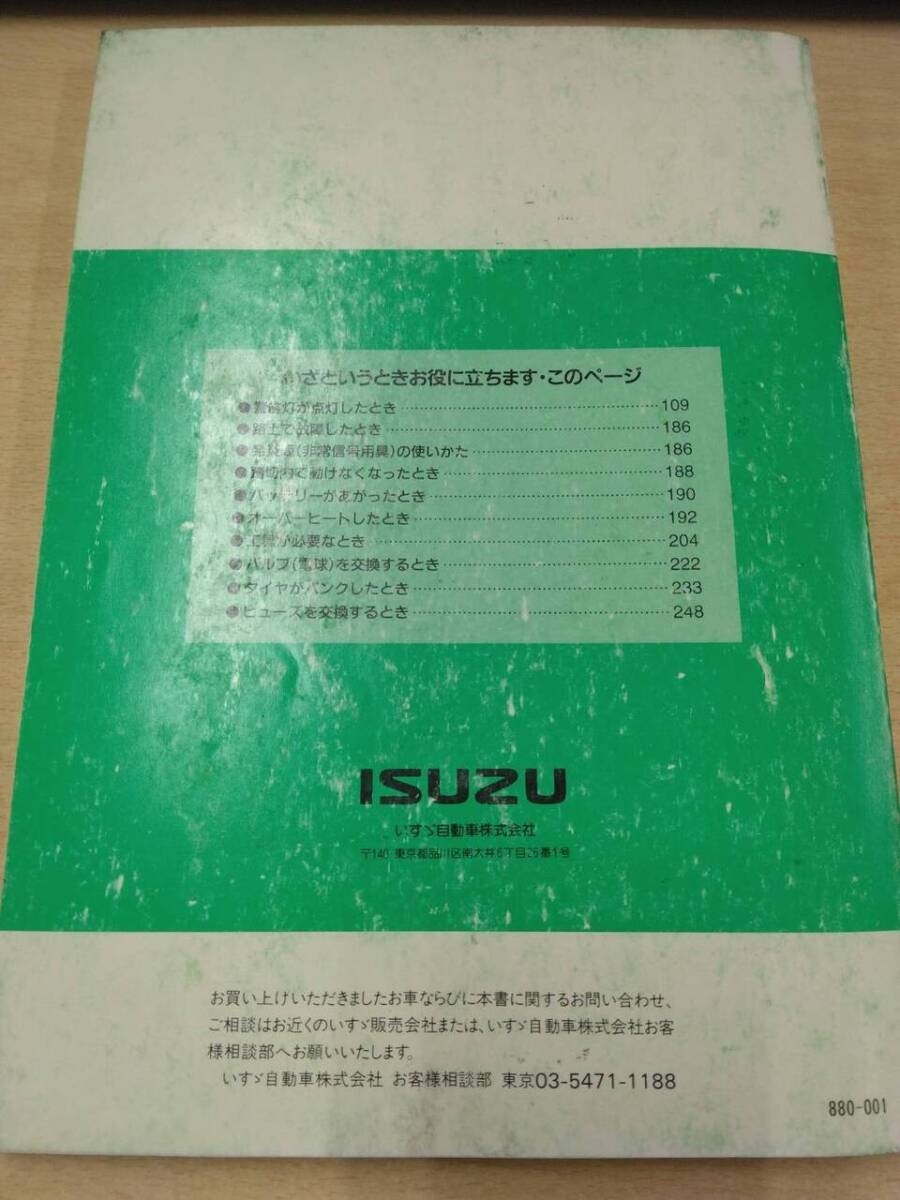 いざというときお役に立ちます・このページ
●警告灯が点灯したとき‥‥‥‥‥‥‥‥‥‥‥‥109
●路上で故障したとき‥‥‥‥‥‥‥‥‥‥‥‥‥186
●発炎筒(非常信号用具)の使いかた‥‥‥‥‥‥‥186
●踏切内で動けなくなったとき‥‥‥‥‥‥‥‥‥188
●バッテリーがあがったとき‥‥‥‥‥‥‥‥‥‥190
●オーバーヒートしたとき‥‥‥‥‥‥‥‥‥‥‥192
●工具が必要なとき‥‥‥‥‥‥‥‥‥‥‥‥‥‥204
●バルブ(電球)を交換するとき‥‥‥‥‥‥‥‥‥222
●タイヤがパンクしたとき‥‥‥‥‥‥‥‥‥‥‥233
●ヒューズを交換するとき‥‥‥‥‥‥‥‥‥‥‥248
ISUZU
いすゞ自動車株式会社
〒140 東京都品川区南大井6丁目26番1号
お買い上げいただきましたお車ならびに本書に関するお問い合わせ、
ご相談はお近くのいすゞ販売会社または、いすゞ自動車株式会社お客
様相談部へお願いいたします。
いすゞ自動車株式会社 お客様相談部 東京03-5471-1188
880-001